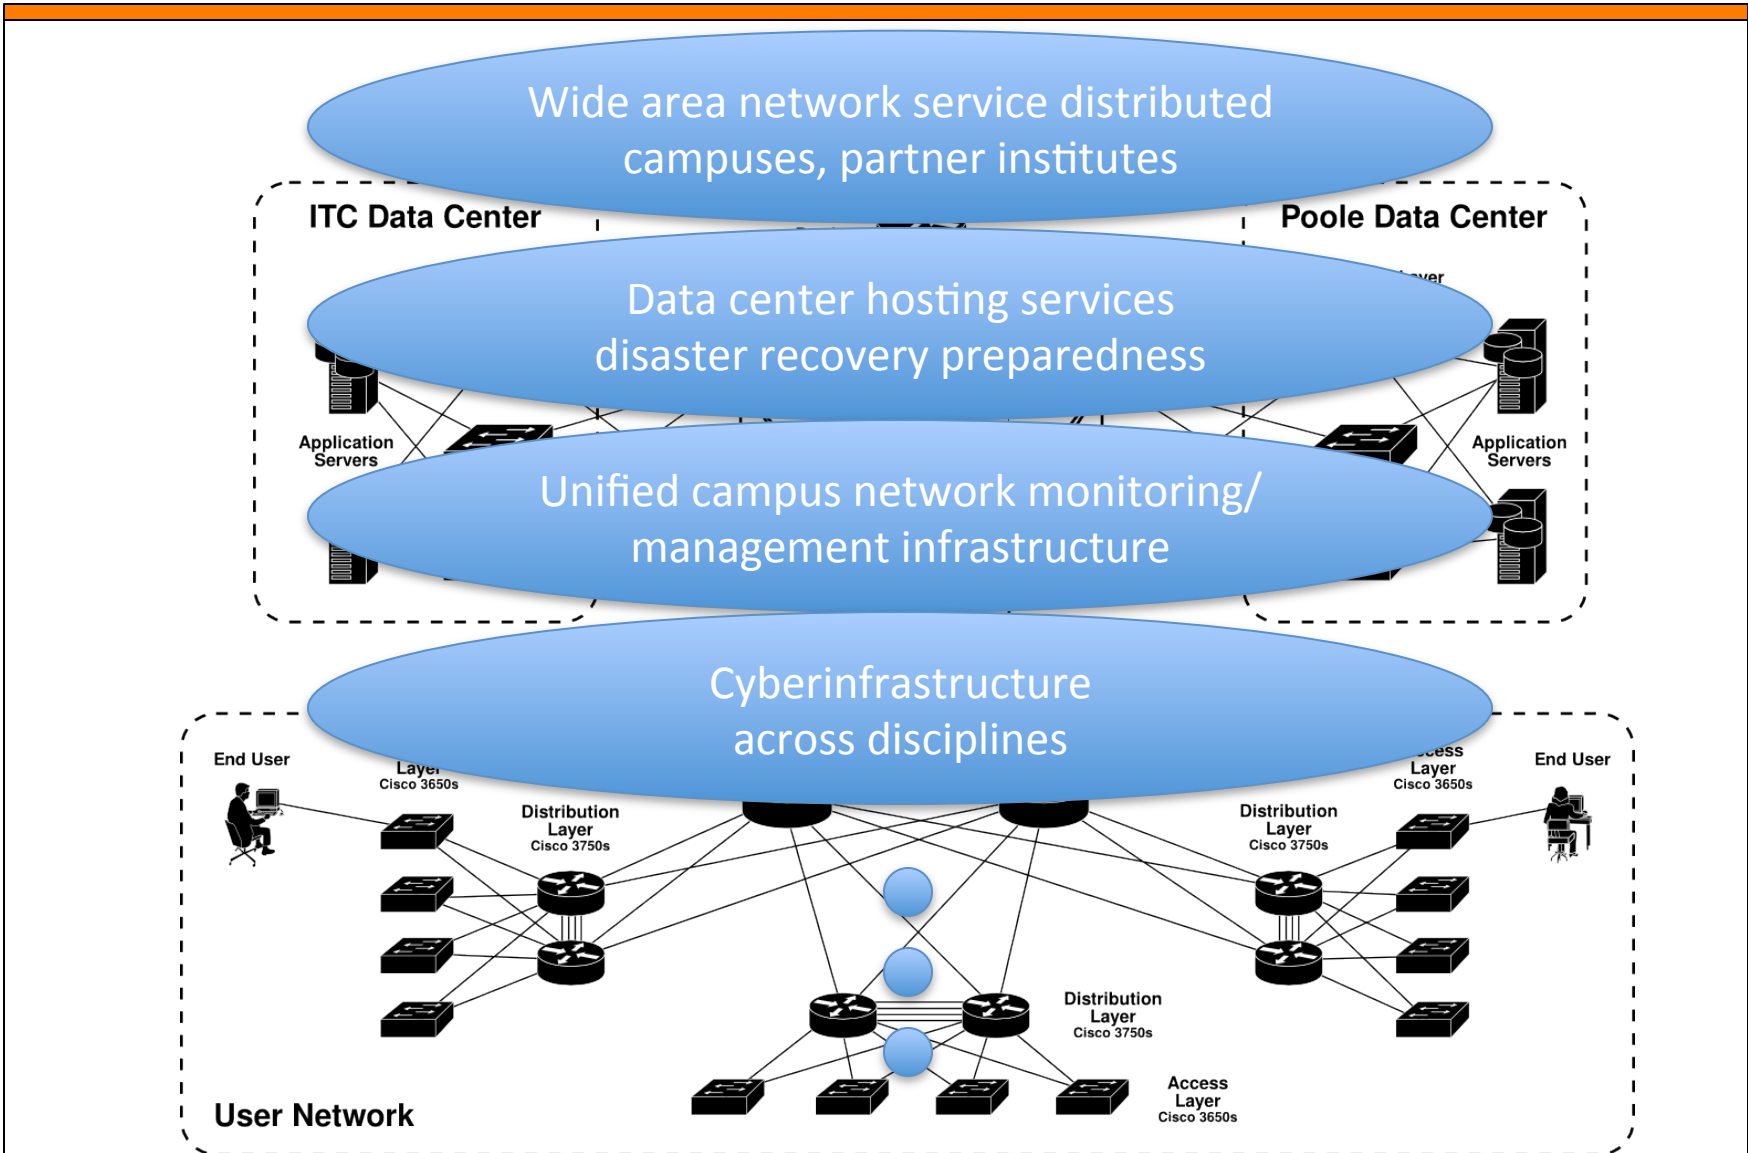 Wide area network service distributed
campuses, partner institutes
ITC Data Center
Poole Data Center
Data center hosting services
disaster recovery preparedness
Application
Servers
Application
Servers
Unified campus network monitoring/
management infrastructure
Cyberinfrastructure
across disciplines
End User
Layer
Cisco 3650s
Distribution
Layer
Cisco 3750s
Distribution
Layer
Cisco 3750s
Access
Layer
Cisco 3650s
End User
Distribution
Layer
Cisco 3750s
Access
Layer
Cisco 3650s
User Network